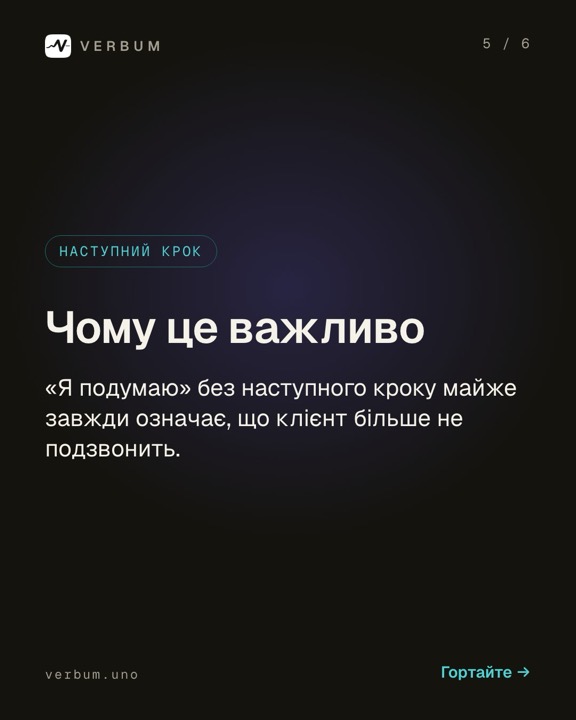 VERBUM
5 / 6
НАСТУПНИЙ КРОК
Чому це важливо
«Я подумаю» без наступного кроку майже
завжди означає, що клієнт більше не
подзвонить.
verbum.uno
Гортайте →